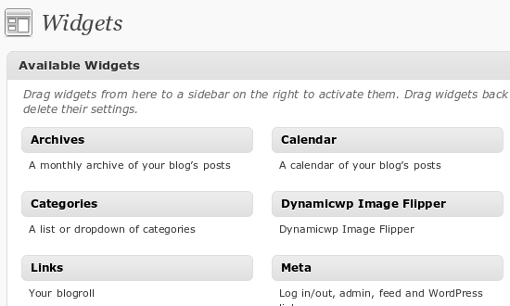 Widgets
Available Widgets
Drag widgets from here to a sidebar on the right to activate them. Drag widgets back
delete their settings.
Archives
A monthly archive of your blog's posts
Calendar
A calendar of your blog's posts
Categories
A list or dropdown of categories
Dynamicwp Image Flipper
Dynamicwp Image Flipper
Links
Your blogroll
Meta
Log in/out, admin, feed and WordPress